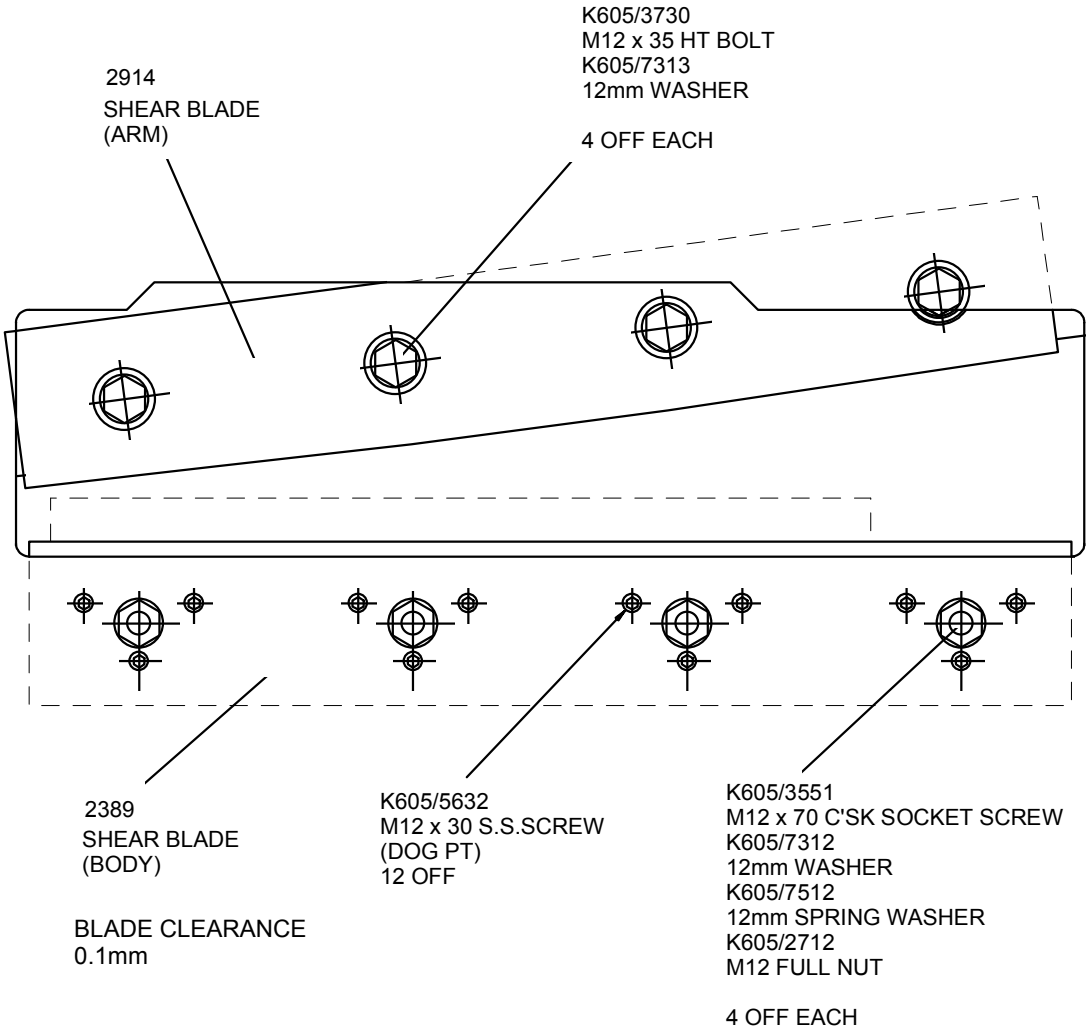 K605/3730
M12 x 35 HT BOLT
K605/7313
12mm WASHER
4 OFF EACH
2914
SHEAR BLADE
(ARM)
2389
SHEAR BLADE
(BODY)
BLADE CLEARANCE
0.1mm
K605/5632
M12 x 30 S.S.SCREW
(DOG PT)
12 OFF
K605/3551
M12 x 70 C'SK SOCKET SCREW
K605/7312
12mm WASHER
K605/7512
12mm SPRING WASHER
K605/2712
M12 FULL NUT
4 OFF EACH